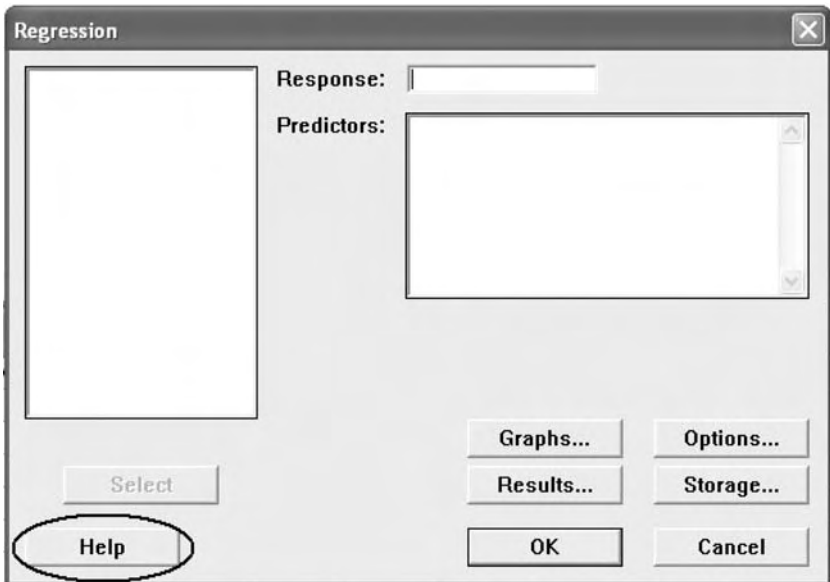 Regression
Response:
Predictors:
Graphs... Options...
Select Results... Storage...
Help OK Cancel